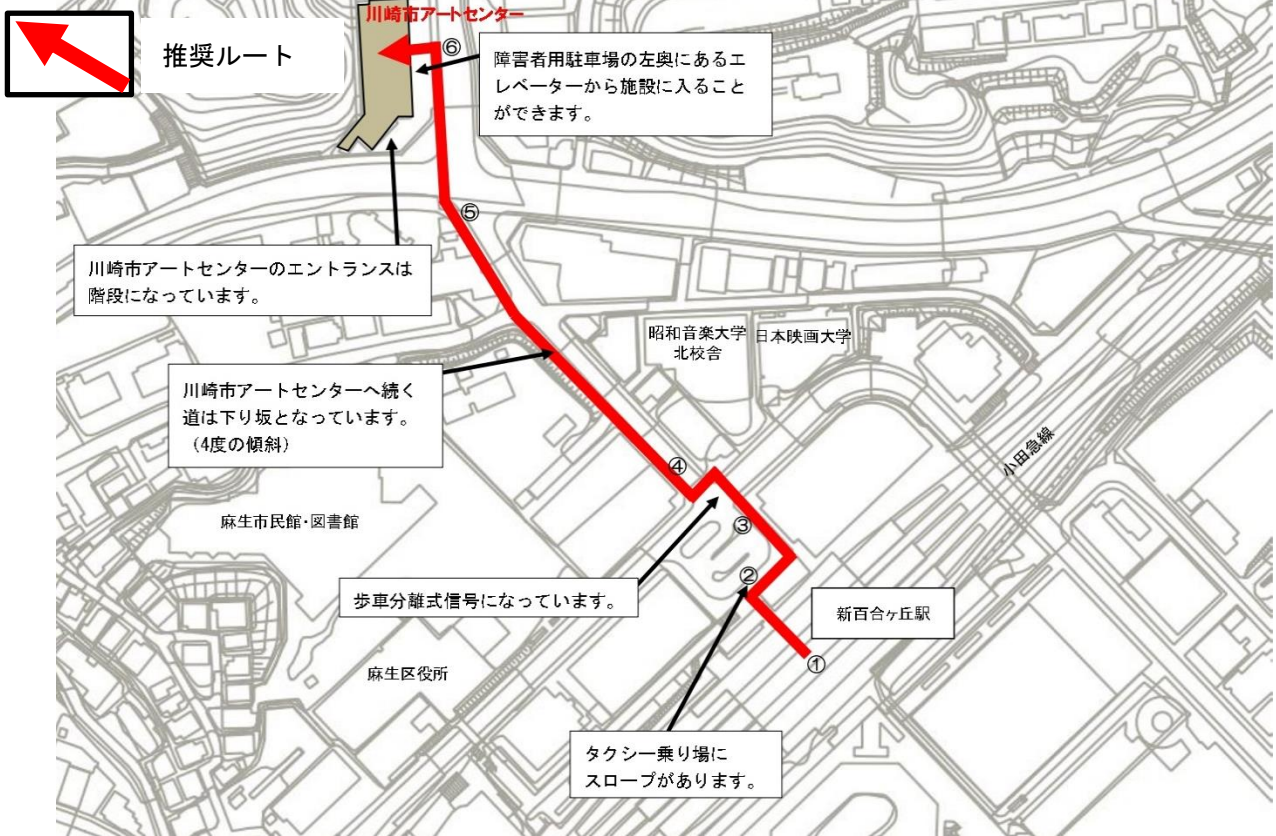 川崎市アートセンター
推奨ルート
⑥
障害者用駐車場の左奥にあるエ
レベーターから施設に入ること
ができます。
⑤
川崎市アートセンターのエントランスは
階段になっています。
昭和音楽大学
北校舎
日本映画大学
川崎市アートセンターへ続く
道は下り坂となっています。
(4度の傾斜)
小田急線
④
麻生市民館・図書館
③
②
歩車分離式信号になっています。
新百合ヶ丘駅
①
麻生区役所
タクシー乗り場に
スロープがあります。